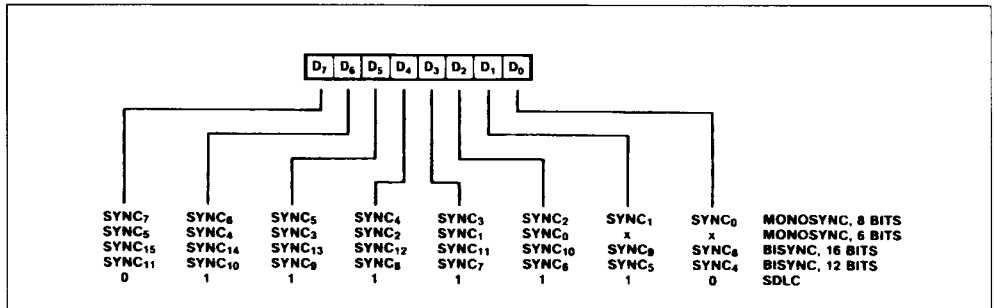 D₇ D₆ D₅ D₄ D₃ D₂ D₁ D₀
SYNC₇ SYNC₆ SYNC₅ SYNC₄ SYNC₃ SYNC₂ SYNC₁ SYNC₀ MONOSYNC, 8 BITS
SYNC₅ SYNC₄ SYNC₃ SYNC₂ SYNC₁ SYNC₀ x x MONOSYNC, 6 BITS
SYNC₁₅ SYNC₁₄ SYNC₁₃ SYNC₁₂ SYNC₁₁ SYNC₁₀ SYNC₉ SYNC₈ BISYNC, 16 BITS
SYNC₁₁ SYNC₁₀ SYNC₉ SYNC₈ SYNC₇ SYNC₆ SYNC₅ SYNC₄ BISYNC, 12 BITS
0 1 1 1 1 1 1 0 SDLC